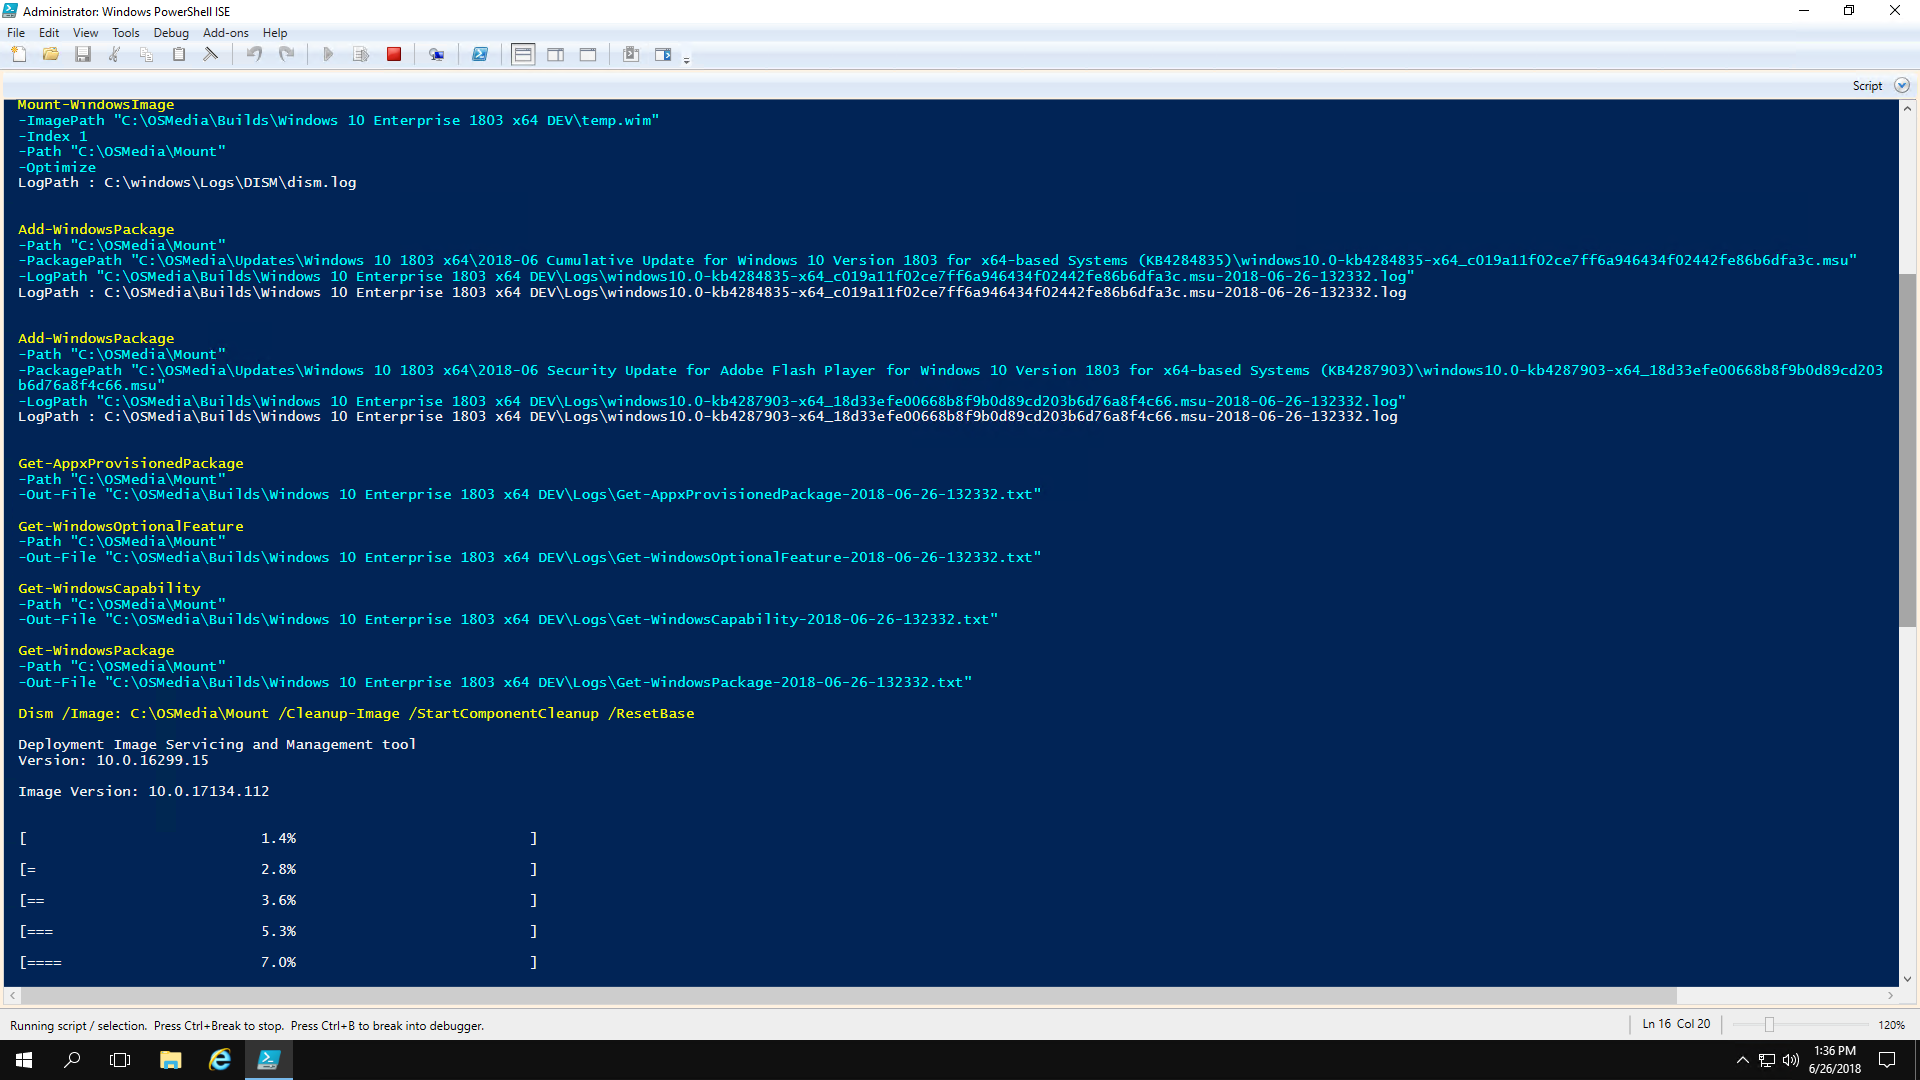 Administrator: Windows PowerShell ISE
File Edit View Tools Debug Add-ons Help
Script
Mount-WindowsImage
-ImagePath "C:\OSMedia\Builds\Windows 10 Enterprise 1803 x64 DEV\temp.wim"
-Index 1
-Path "C:\OSMedia\Mount"
-Optimize
LogPath : C:\windows\Logs\DISM\dism.log
Add-WindowsPackage
-Path "C:\OSMedia\Mount"
-PackagePath "C:\OSMedia\Updates\Windows 10 1803 x64\2018-06 Cumulative Update for Windows 10 Version 1803 for x64-based Systems (KB4284835)\windows10.0-kb4284835-x64_c019a11f02ce7ff6a946434f02442fe86b6dfa3c.msu"
-LogPath "C:\OSMedia\Builds\Windows 10 Enterprise 1803 x64 DEV\Logs\windows10.0-kb4284835-x64_c019a11f02ce7ff6a946434f02442fe86b6dfa3c.msu-2018-06-26-132332.log"
LogPath : C:\OSMedia\Builds\Windows 10 Enterprise 1803 x64 DEV\Logs\windows10.0-kb4284835-x64_c019a11f02ce7ff6a946434f02442fe86b6dfa3c.msu-2018-06-26-132332.log
Add-WindowsPackage
-Path "C:\OSMedia\Mount"
-PackagePath "C:\OSMedia\Updates\Windows 10 1803 x64\2018-06 Security Update for Adobe Flash Player for Windows 10 Version 1803 for x64-based Systems (KB4287903)\windows10.0-kb4287903-x64_18d33efe00668b8f9b0d89cd203
b6d76a8f4c66.msu"
-LogPath "C:\OSMedia\Builds\Windows 10 Enterprise 1803 x64 DEV\Logs\windows10.0-kb4287903-x64_18d33efe00668b8f9b0d89cd203b6d76a8f4c66.msu-2018-06-26-132332.log"
LogPath : C:\OSMedia\Builds\Windows 10 Enterprise 1803 x64 DEV\Logs\windows10.0-kb4287903-x64_18d33efe00668b8f9b0d89cd203b6d76a8f4c66.msu-2018-06-26-132332.log
Get-AppxProvisionedPackage
-Path "C:\OSMedia\Mount"
-Out-File "C:\OSMedia\Builds\Windows 10 Enterprise 1803 x64 DEV\Logs\Get-AppxProvisionedPackage-2018-06-26-132332.txt"
Get-WindowsOptionalFeature
-Path "C:\OSMedia\Mount"
-Out-File "C:\OSMedia\Builds\Windows 10 Enterprise 1803 x64 DEV\Logs\Get-WindowsOptionalFeature-2018-06-26-132332.txt"
Get-WindowsCapability
-Path "C:\OSMedia\Mount"
-Out-File "C:\OSMedia\Builds\Windows 10 Enterprise 1803 x64 DEV\Logs\Get-WindowsCapability-2018-06-26-132332.txt"
Get-WindowsPackage
-Path "C:\OSMedia\Mount"
-Out-File "C:\OSMedia\Builds\Windows 10 Enterprise 1803 x64 DEV\Logs\Get-WindowsPackage-2018-06-26-132332.txt"
Dism /Image: C:\OSMedia\Mount /Cleanup-Image /StartComponentCleanup /ResetBase
Deployment Image Servicing and Management tool
Version: 10.0.16299.15
Image Version: 10.0.17134.112
[                           1.4%                           ]
[=                          2.8%                           ]
[==                         3.6%                           ]
[===                        5.3%                           ]
[====                       7.0%                           ]
Running script / selection. Press Ctrl+Break to stop. Press Ctrl+B to break into debugger.
Ln 16 Col 20
120%
1:36 PM
6/26/2018